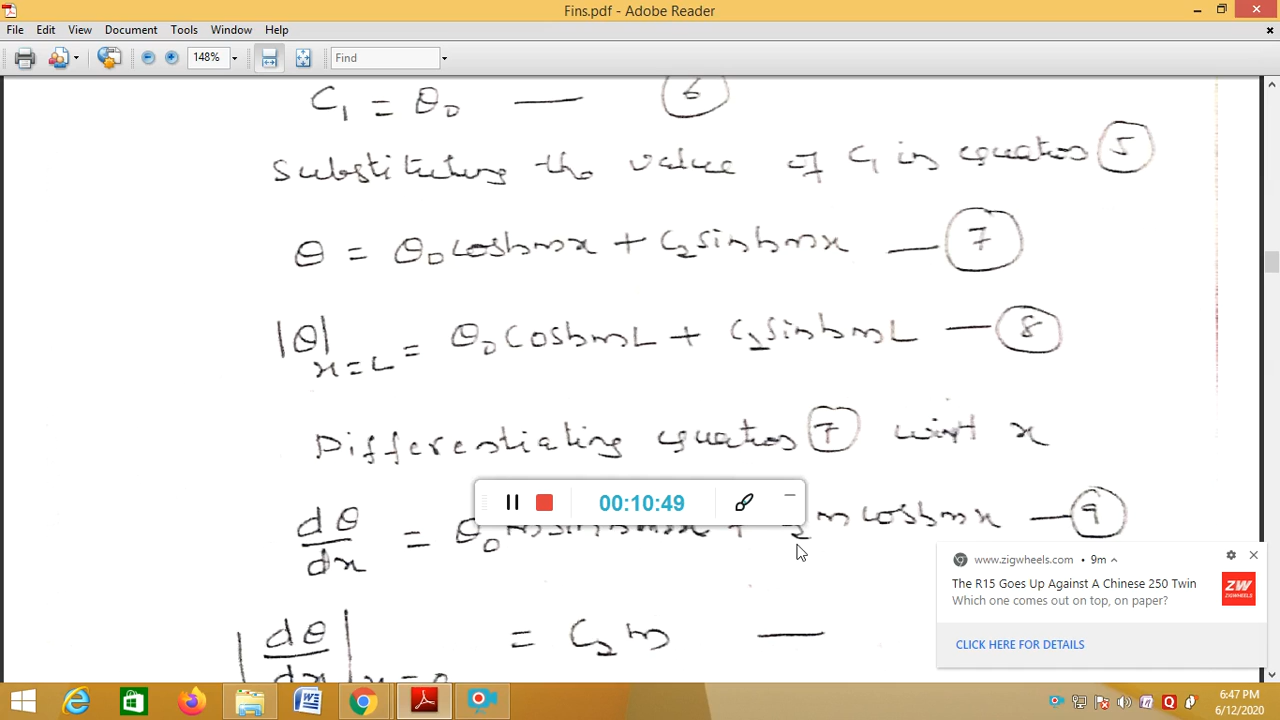 Fins.pdf - Adobe Reader
File Edit View Document Tools Window Help
148% Find
C₁ = θ₀ — 6
Substituting the value of C₁ in equation 5
θ = θ₀ coshmx + C₂ sinhmx — 7
|θ|x=L = θ₀ coshmL + C₂ sinhmL — 8
Differentiating equation 7 w.r.t x
00:10:49
dθ/dx = θ₀ m sinhmx + C₂ m coshmx — 9
www.zigwheels.com • 9m
The R15 Goes Up Against A Chinese 250 Twin
Which one comes out on top, on paper?
CLICK HERE FOR DETAILS
|dθ/dx|x=0 = C₂m —
6:47 PM
6/12/2020